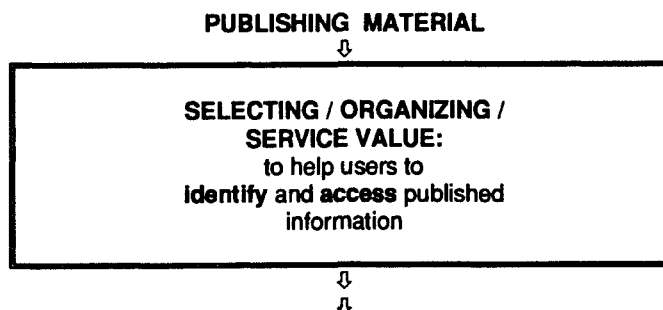 PUBLISHING MATERIAL
SELECTING / ORGANIZING /
SERVICE VALUE:
to help users to
identify and access published
information